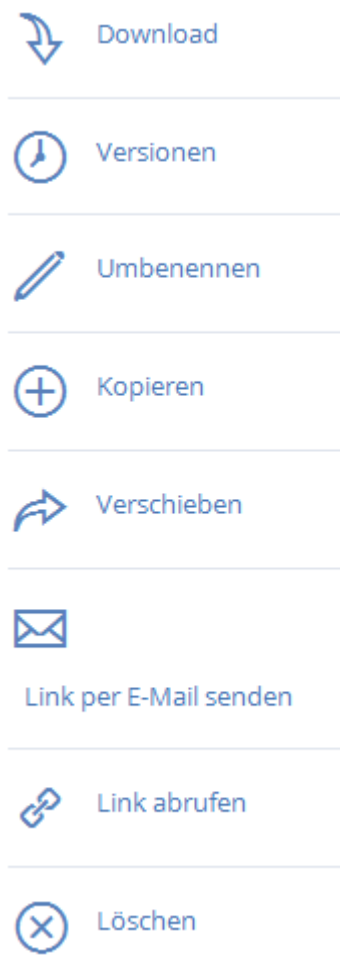 Download
Versionen
Umbenennen
Kopieren
Verschieben
Link per E-Mail senden
Link abrufen
Löschen